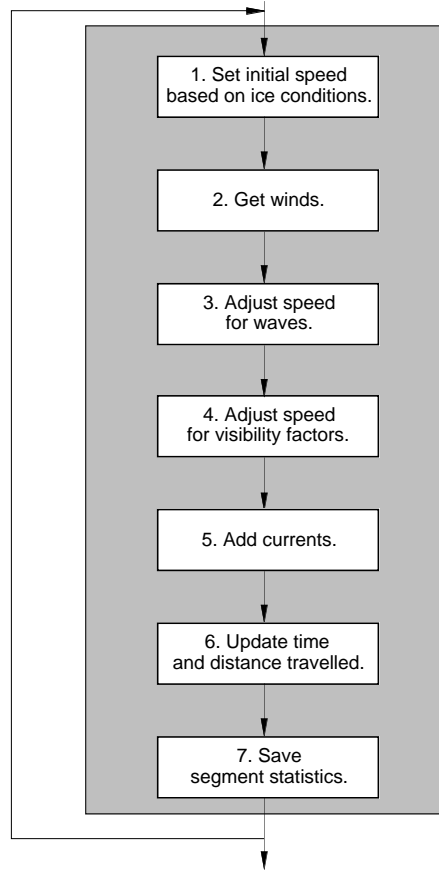 1. Set initial speed
based on ice conditions.
2. Get winds.
3. Adjust speed
for waves.
4. Adjust speed
for visibility factors.
5. Add currents.
6. Update time
and distance travelled.
7. Save
segment statistics.